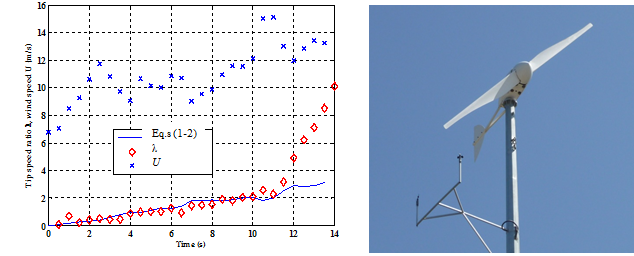 16
14
12
10
8
6
4
2
0
Tip speed ratio λ, wind speed U (m/s)
Eq.s (1-2)
λ
U
0 2 4 6 8 10 12 14
Time (s)